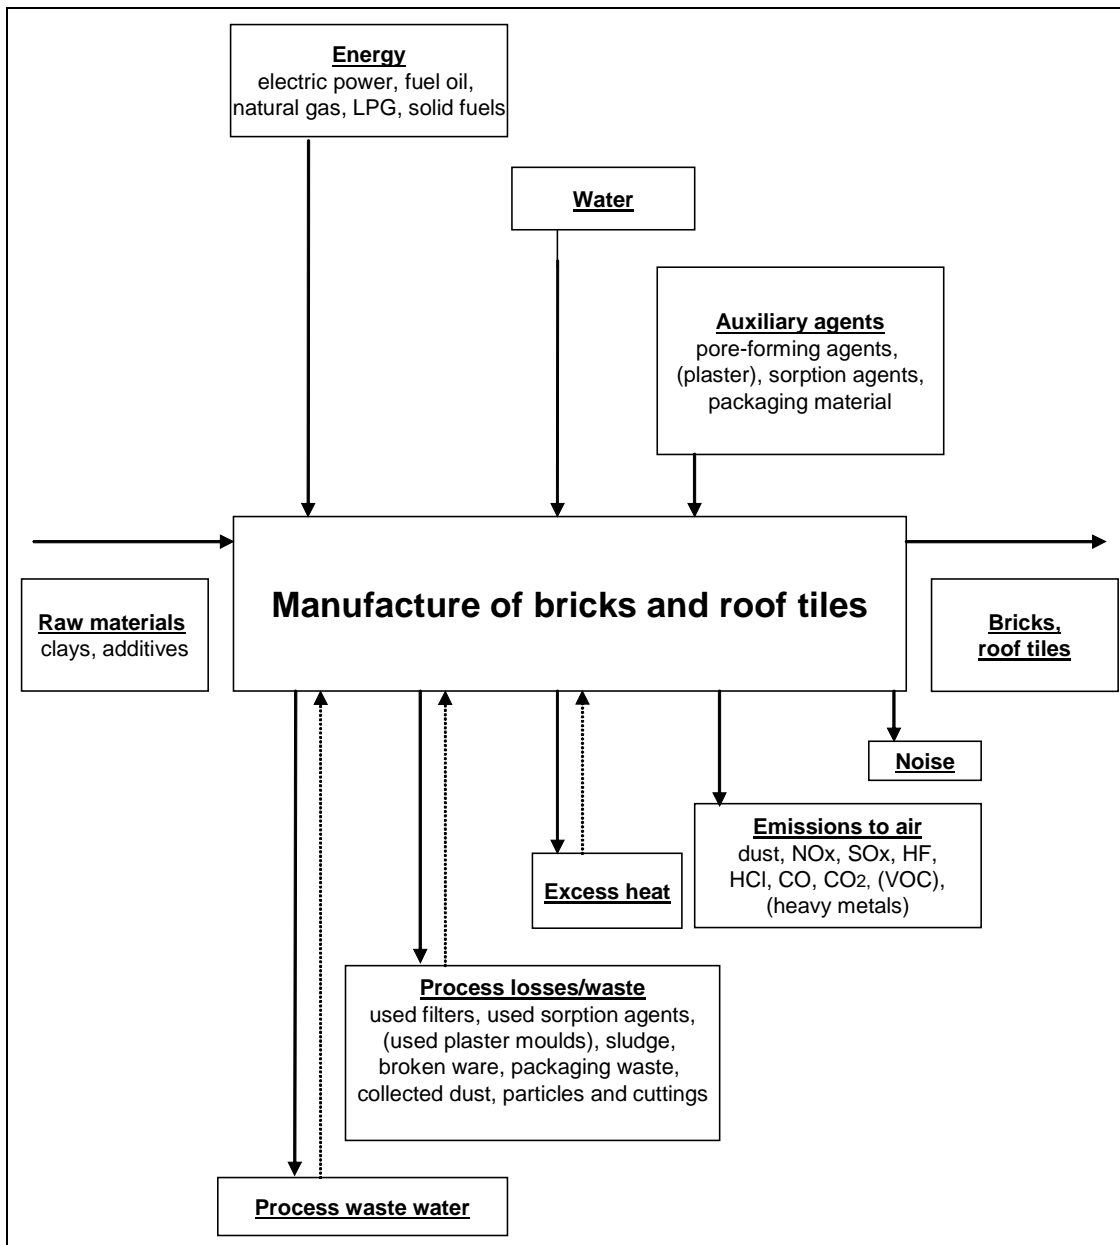 Energy
electric power, fuel oil,
natural gas, LPG, solid fuels
Water
Auxiliary agents
pore-forming agents,
(plaster), sorption agents,
packaging material
Manufacture of bricks and roof tiles
Raw materials
clays, additives
Bricks,
roof tiles
Noise
Emissions to air
dust, NOx, SOx, HF,
HCl, CO, CO2, (VOC),
(heavy metals)
Excess heat
Process losses/waste
used filters, used sorption agents,
(used plaster moulds), sludge,
broken ware, packaging waste,
collected dust, particles and cuttings
Process waste water